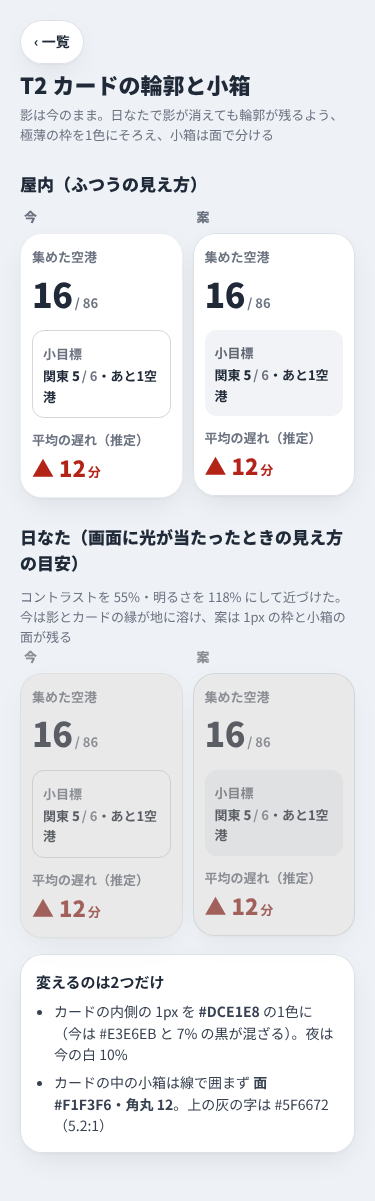 ‹ 一覧
T2 カードの輪郭と小箱
影は今のまま。日なたで影が消えても輪郭が残るよう、
極薄の枠を1色にそろえ、小箱は面で分ける
屋内（ふつうの見え方）
今
案
集めた空港
16 / 86
小目標
関東 5 / 6・あと1空
港
平均の遅れ（推定）
▲ 12分
集めた空港
16 / 86
小目標
関東 5 / 6・あと1空
港
平均の遅れ（推定）
▲ 12分
日なた（画面に光が当たったときの見え方
の目安）
コントラストを 55%・明るさを 118% にして近づけた。
今は影とカードの縁が地に溶け、案は 1px の枠と小箱の
面が残る
今
案
集めた空港
16 / 86
小目標
関東 5 / 6・あと1空
港
平均の遅れ（推定）
▲ 12分
集めた空港
16 / 86
小目標
関東 5 / 6・あと1空
港
平均の遅れ（推定）
▲ 12分
変えるのは2つだけ
• カードの内側の 1px を #DCE1E8 の1色に
（今は #E3E6EB と 7% の黒が混ざる）。夜は
今の白 10%
• カードの中の小箱は線で囲まず 面
#F1F3F6・角丸 12。上の灰の字は #5F6672
（5.2:1）